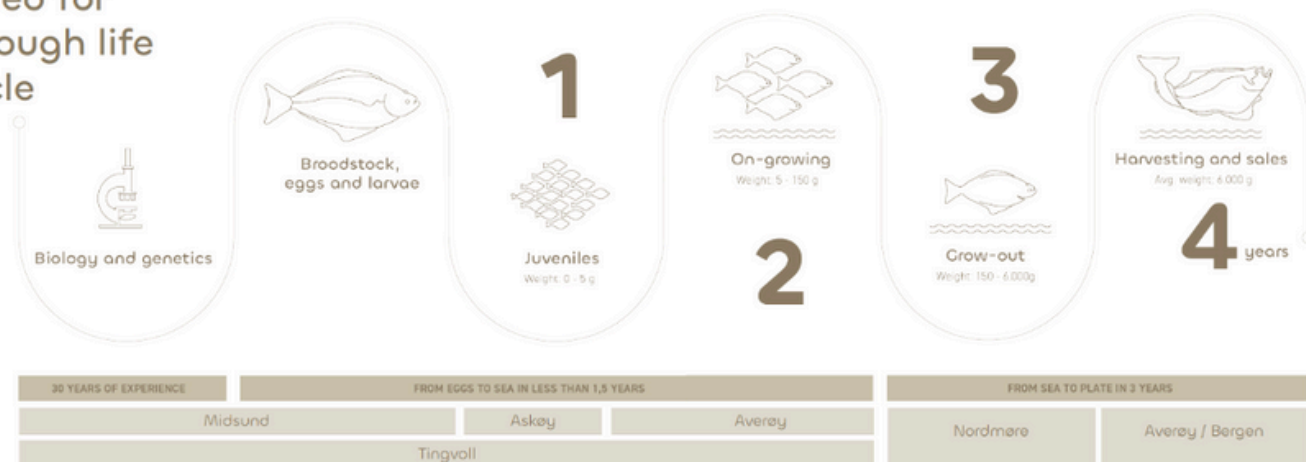 ough life
cle
Biology and genetics
Broodstock,
eggs and larvae
1
Juveniles
Weight: 0 - 5 g
On-growing
Weight: 5 - 150 g
2
3
Grow-out
Weight: 150 - 6.000g
Harvesting and sales
Avg. weight: 6.000 g
4 years
30 YEARS OF EXPERIENCE
FROM EGGS TO SEA IN LESS THAN 1,5 YEARS
FROM SEA TO PLATE IN 3 YEARS
Midsund
Askøy
Averøy
Nordmøre
Averøy / Bergen
Tingvoll